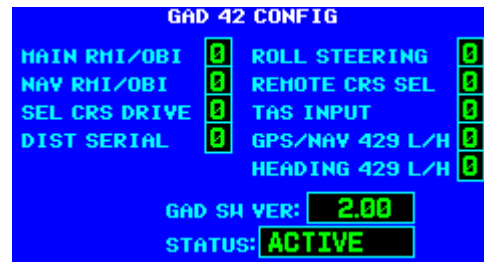 GAD 42 CONFIG
MAIN RMI/OBI 0 ROLL STEERING 0
NAV RMI/OBI 0 REMOTE CRS SEL 0
SEL CRS DRIVE 0 TAS INPUT 0
DIST SERIAL 0 GPS/NAV 429 L/H 0
HEADING 429 L/H 0
GAD SW VER: 2.00
STATUS: ACTIVE